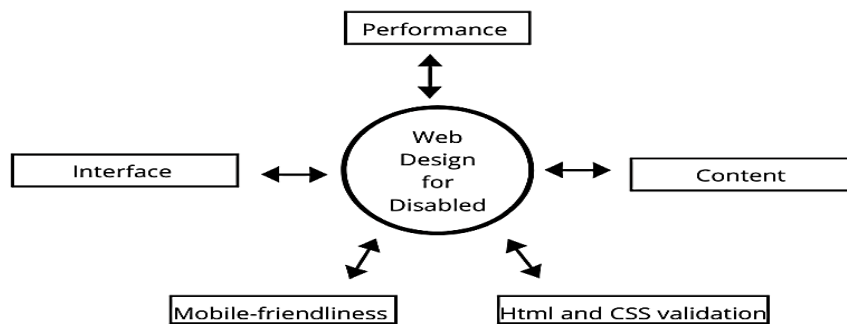 Performance
Web
Design
for
Disabled
Interface
Content
Mobile-friendliness
Html and CSS validation